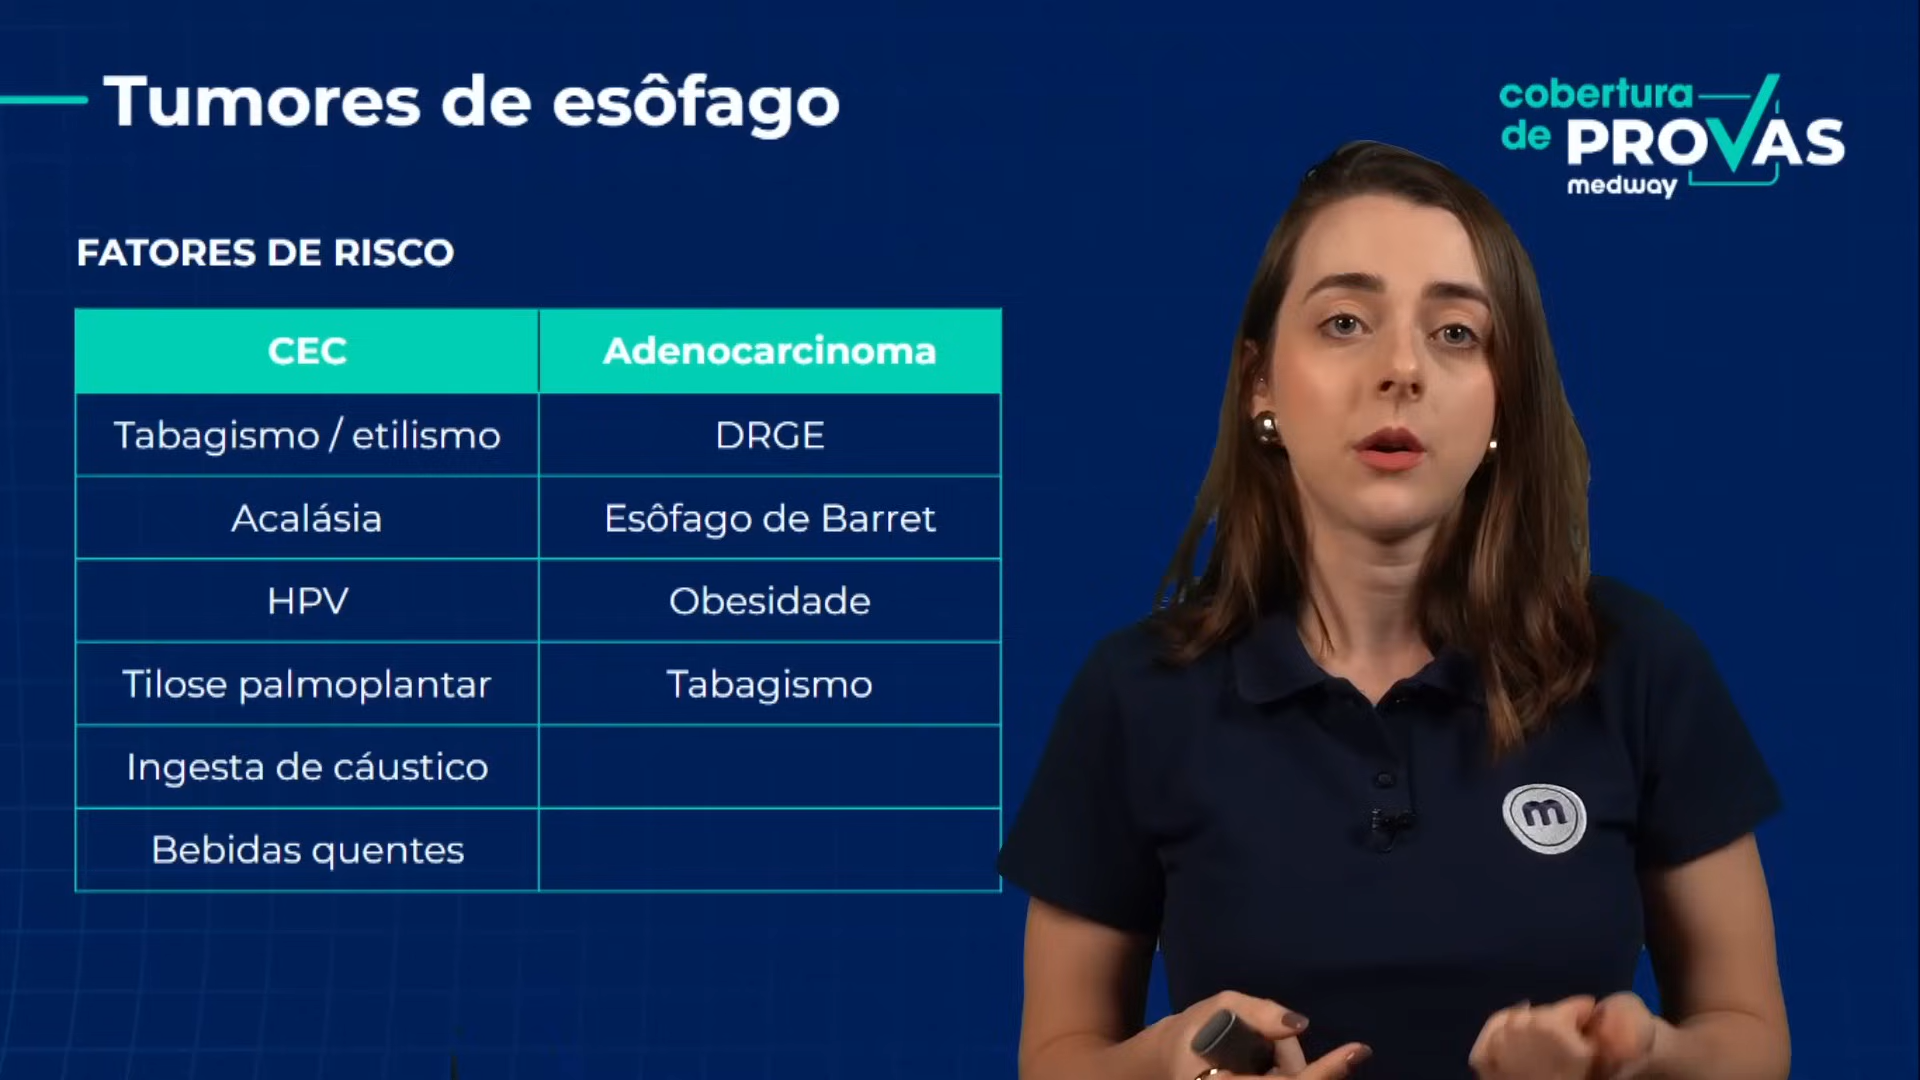 Tumores de esôfago
cobertura
de PROVAS
medway
FATORES DE RISCO
CEC
Adenocarcinoma
Tabagismo / etilismo
DRGE
Acalásia
Esôfago de Barret
HPV
Obesidade
Tilose palmoplantar
Tabagismo
Ingesta de cáustico
Bebidas quentes
m